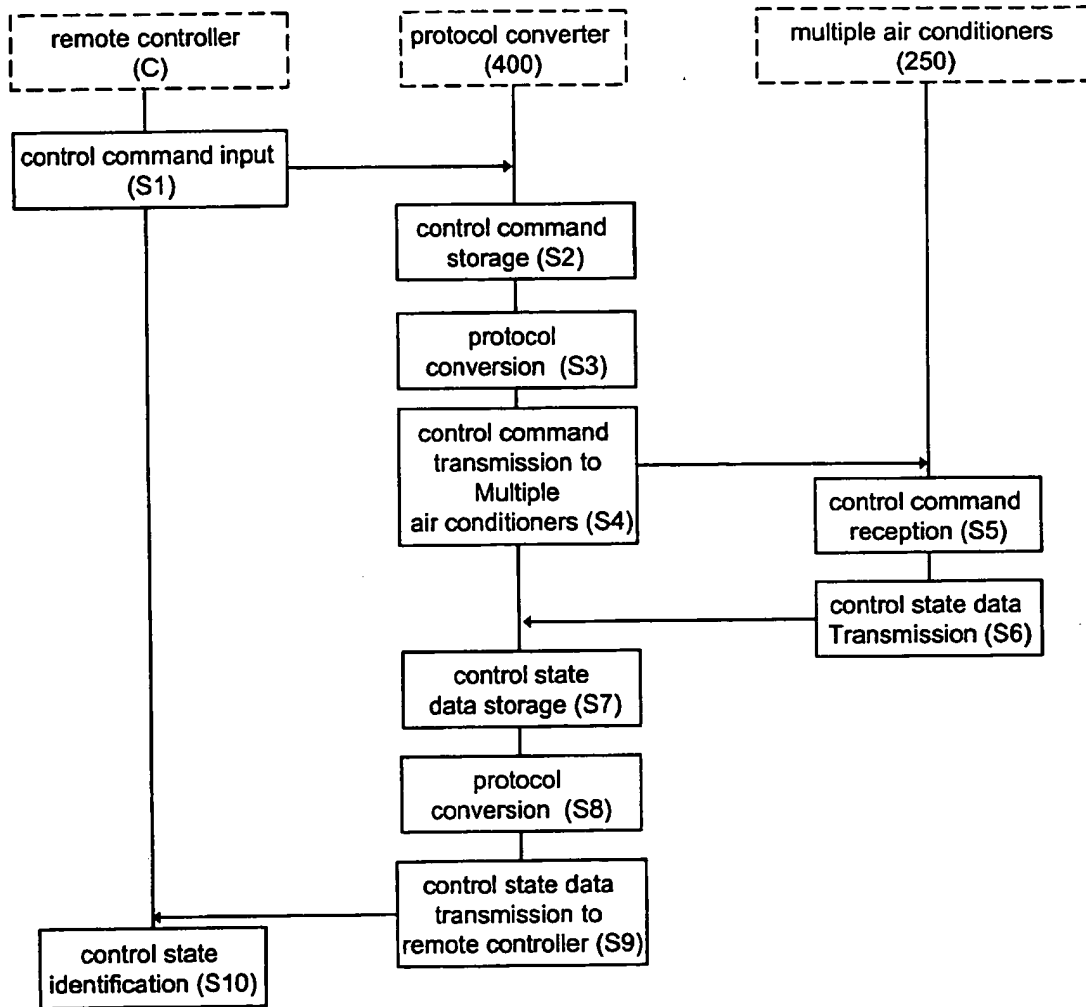 remote controller
(C)
protocol converter
(400)
multiple air conditioners
(250)
control command input
(S1)
control command
storage (S2)
protocol
conversion (S3)
control command
transmission to
Multiple
air conditioners (S4)
control command
reception (S5)
control state data
Transmission (S6)
control state
data storage (S7)
protocol
conversion (S8)
control state data
transmission to
remote controller (S9)
control state
identification (S10)